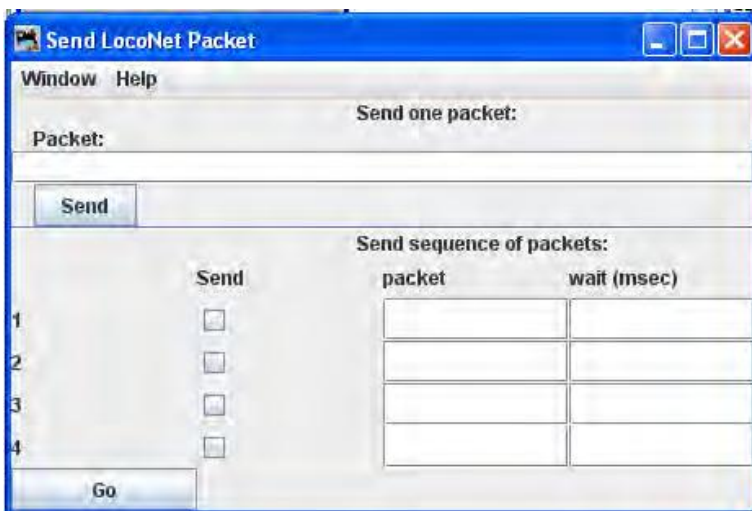 Send LocoNet Packet
Window Help
Send one packet:
Packet:
Send
Send sequence of packets:
Send packet wait (msec)
1
2
3
4
Go